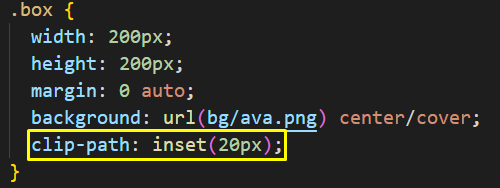 .box {
width: 200px;
height: 200px;
margin: 0 auto;
background: url(bg/ava.png) center/cover;
clip-path: inset(20px);
}